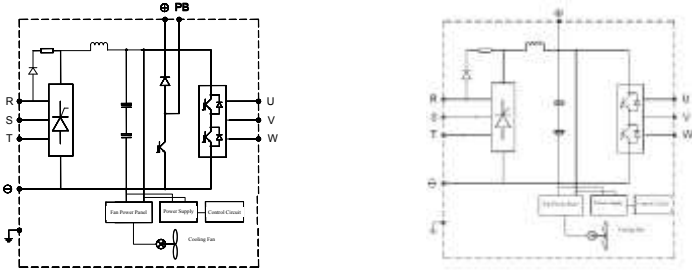 ⊕ PB
R
S
T
U
V
W
⊖
Fan Power Panel
Power Supply
Control Circuit
Cooling Fan
⊕
R
S
T
U
V
W
⊖